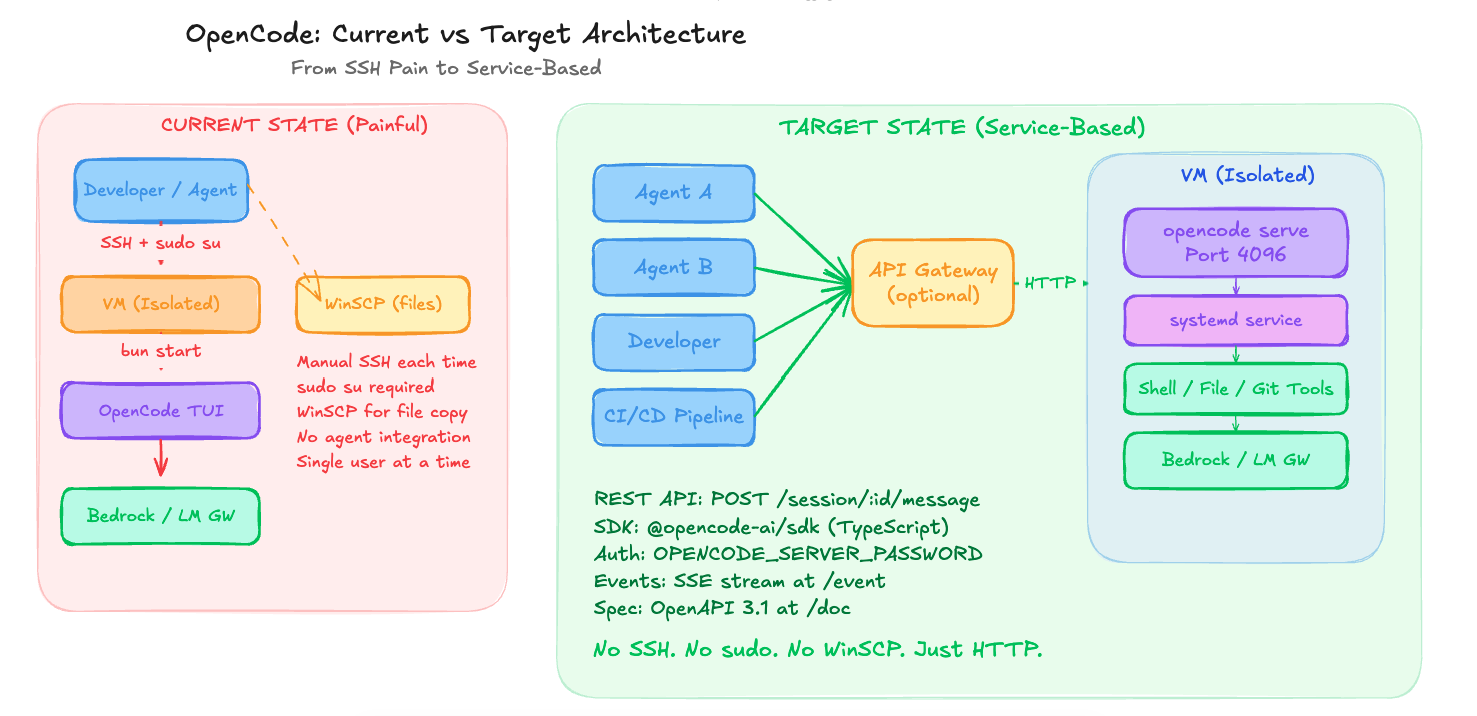 OpenCode: Current vs Target Architecture
From SSH Pain to Service-Based
CURRENT STATE (Painful)
Developer / Agent
SSH + sudo su
VM (Isolated)
WinSCP (files)
bun start
OpenCode TUI
Bedrock / LM GW
Manual SSH each time
sudo su required
WinSCP for file copy
No agent integration
Single user at a time
TARGET STATE (Service-Based)
Agent A
Agent B
Developer
CI/CD Pipeline
API Gateway
(optional)
HTTP
VM (Isolated)
opencode serve
Port 4096
systemd service
Shell / File / Git Tools
Bedrock / LM GW
REST API: POST /session/:id/message
SDK: @opencode-ai/sdk (TypeScript)
Auth: OPENCODE_SERVER_PASSWORD
Events: SSE stream at /event
Spec: OpenAPI 3.1 at /doc
No SSH. No sudo. No WinSCP. Just HTTP.